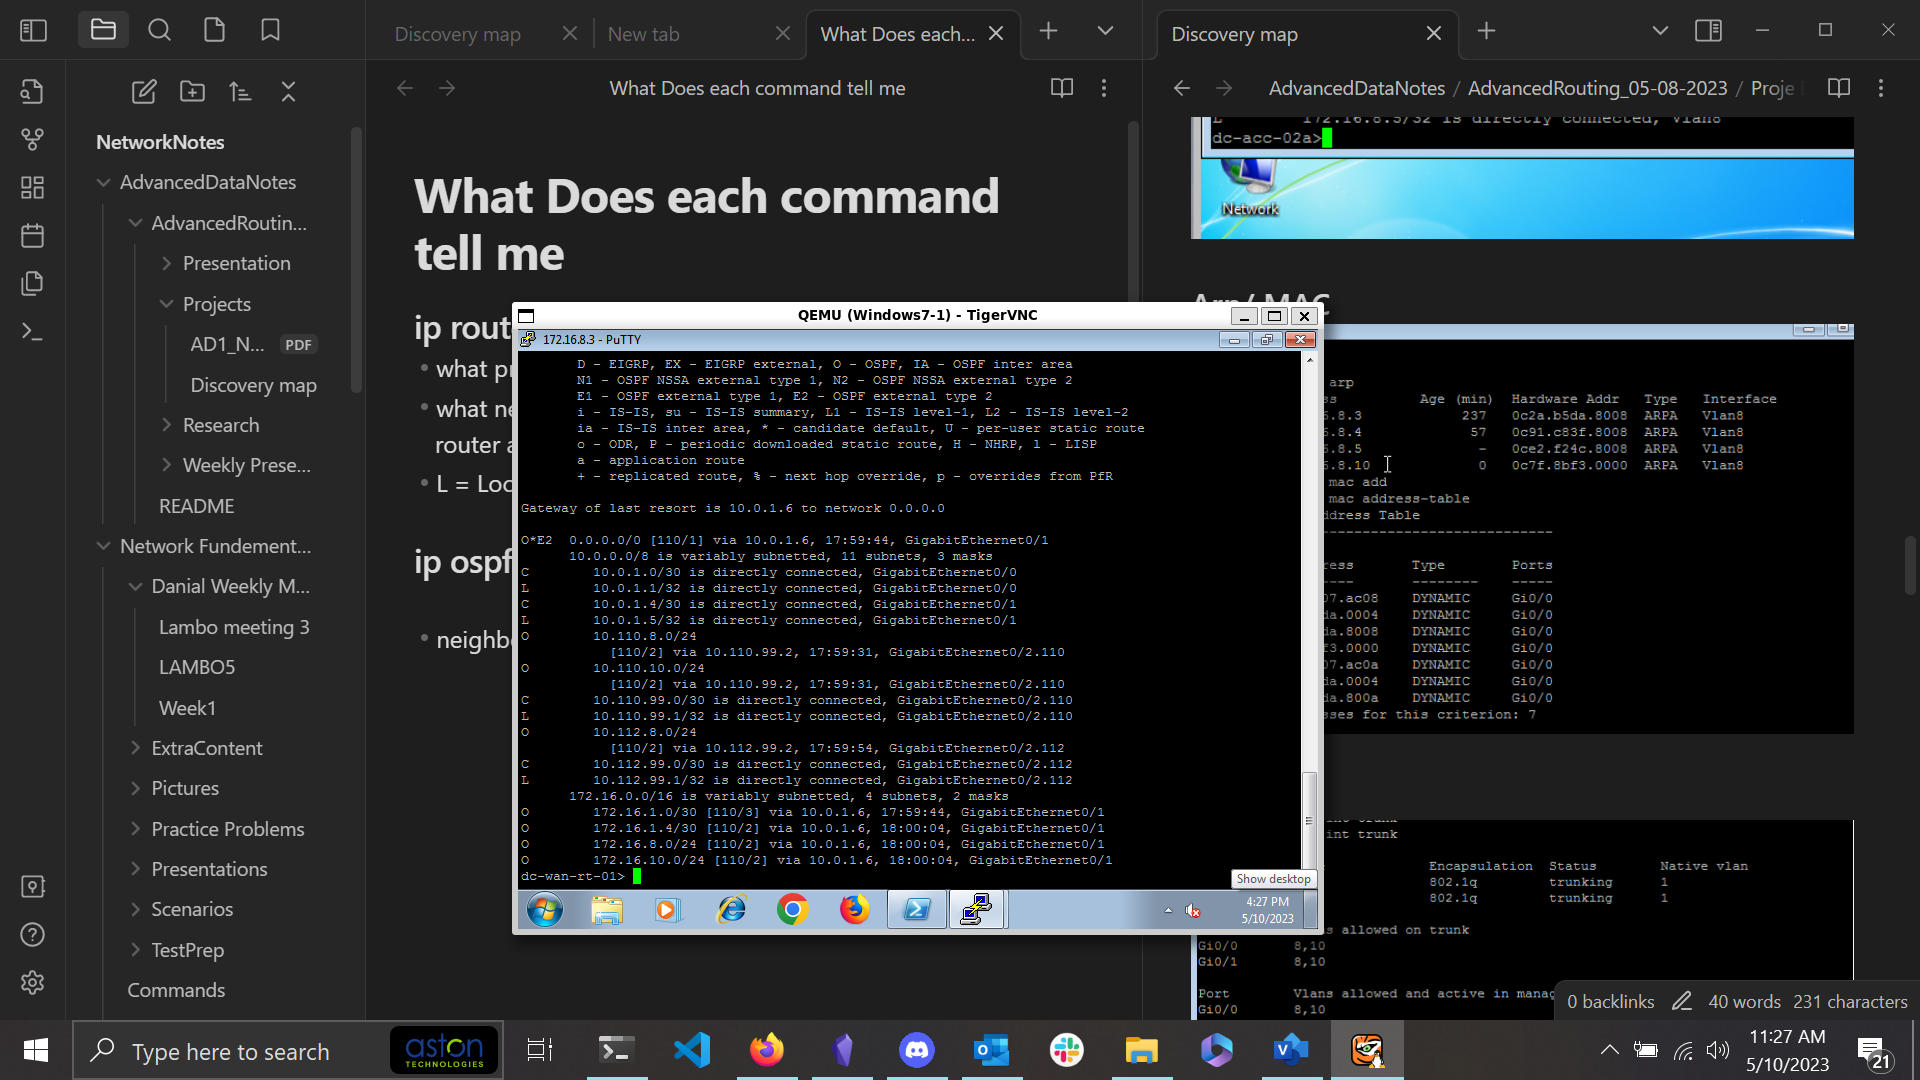 Discovery map
New tab
What Does each...
Discovery map
What Does each command tell me
AdvancedDataNotes / AdvancedRouting_05-08-2023 / Proje
NetworkNotes
AdvancedDataNotes
AdvancedRoutin...
Presentation
Projects
AD1_N... PDF
Discovery map
Research
Weekly Prese...
README
Network Fundement...
Danial Weekly M...
Lambo meeting 3
LAMBO5
Week1
ExtraContent
Pictures
Practice Problems
Presentations
Scenarios
TestPrep
Commands
What Does each command
tell me
ip rout
what p
what ne
router a
L = Loc
ip ospf
neighb
QEMU (Windows7-1) - TigerVNC
172.16.8.3 - PuTTY
D - EIGRP, EX - EIGRP external, O - OSPF, IA - OSPF inter area
N1 - OSPF NSSA external type 1, N2 - OSPF NSSA external type 2
E1 - OSPF external type 1, E2 - OSPF external type 2
i - IS-IS, su - IS-IS summary, L1 - IS-IS level-1, L2 - IS-IS level-2
ia - IS-IS inter area, * - candidate default, U - per-user static route
o - ODR, P - periodic downloaded static route, H - NHRP, l - LISP
a - application route
+ - replicated route, % - next hop override, p - overrides from PfR
Gateway of last resort is 10.0.1.6 to network 0.0.0.0
O*E2 0.0.0.0/0 [110/1] via 10.0.1.6, 17:59:44, GigabitEthernet0/1
10.0.0.0/8 is variably subnetted, 11 subnets, 3 masks
C 10.0.1.0/30 is directly connected, GigabitEthernet0/0
L 10.0.1.1/32 is directly connected, GigabitEthernet0/0
C 10.0.1.4/30 is directly connected, GigabitEthernet0/1
L 10.0.1.5/32 is directly connected, GigabitEthernet0/1
O 10.110.8.0/24
[110/2] via 10.110.99.2, 17:59:31, GigabitEthernet0/2.110
O 10.110.10.0/24
[110/2] via 10.110.99.2, 17:59:31, GigabitEthernet0/2.110
C 10.110.99.0/30 is directly connected, GigabitEthernet0/2.110
L 10.110.99.1/32 is directly connected, GigabitEthernet0/2.110
O 10.112.8.0/24
[110/2] via 10.112.99.2, 17:59:54, GigabitEthernet0/2.112
C 10.112.99.0/30 is directly connected, GigabitEthernet0/2.112
L 10.112.99.1/32 is directly connected, GigabitEthernet0/2.112
172.16.0.0/16 is variably subnetted, 4 subnets, 2 masks
O 172.16.1.0/30 [110/3] via 10.0.1.6, 17:59:44, GigabitEthernet0/1
O 172.16.1.4/30 [110/2] via 10.0.1.6, 18:00:04, GigabitEthernet0/1
O 172.16.8.0/24 [110/2] via 10.0.1.6, 18:00:04, GigabitEthernet0/1
O 172.16.10.0/24 [110/2] via 10.0.1.6, 18:00:04, GigabitEthernet0/1
dc-wan-rt-01>
Show desktop
4:27 PM
5/10/2023
L 172.16.8.5/32 is directly connected, Vlan8
dc-acc-02a>
Network
Arp/ MAC
arp
ss Age (min) Hardware Addr Type Interface
.8.3 237 0c2a.b5da.8008 ARPA Vlan8
.8.4 57 0c91.c83f.8008 ARPA Vlan8
.8.5 - 0ce2.f24c.8008 ARPA Vlan8
.8.10 0 0c7f.8bf3.0000 ARPA Vlan8
mac add
mac address-table
dress Table
ress Type Ports
07.ac08 DYNAMIC Gi0/0
da.0004 DYNAMIC Gi0/0
da.8008 DYNAMIC Gi0/0
f3.0000 DYNAMIC Gi0/0
07.ac0a DYNAMIC Gi0/0
da.0004 DYNAMIC Gi0/0
da.800a DYNAMIC Gi0/0
sses for this criterion: 7
int trunk
Encapsulation Status Native vlan
802.1q trunking 1
802.1q trunking 1
s allowed on trunk
Gi0/0 8,10
Gi0/1 8,10
Port Vlans allowed and active in manag
Gi0/0 8,10
0 backlinks 40 words 231 characters
Type here to search
aston
TECHNOLOGIES
11:27 AM
5/10/2023
21